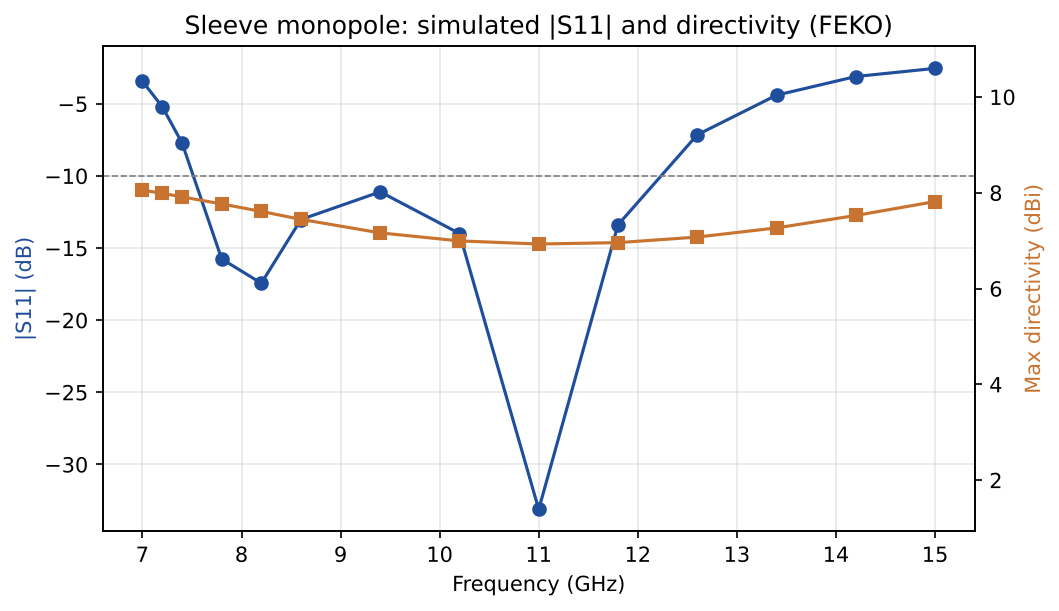 Sleeve monopole: simulated |S11| and directivity (FEKO)
|S11| (dB)
−5
−10
−15
−20
−25
−30
7 8 9 10 11 12 13 14 15
Frequency (GHz)
10
8
6
4
2
Max directivity (dBi)